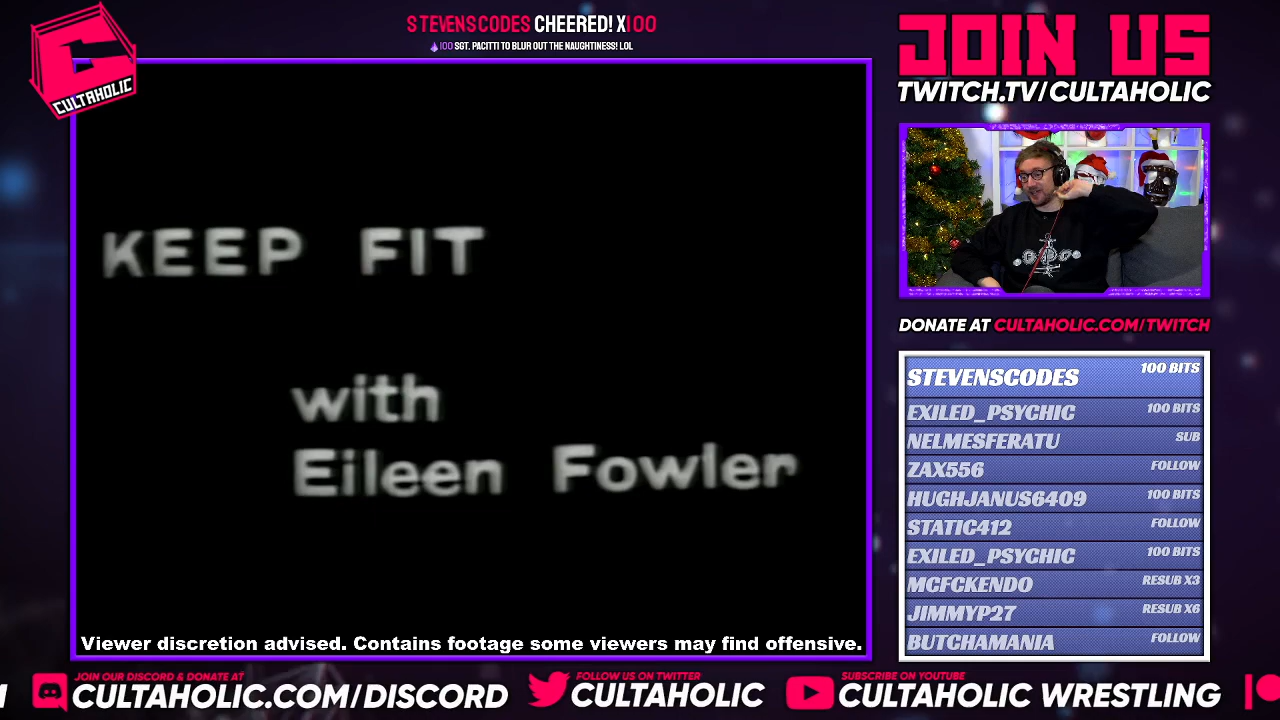 CULTAHOLIC
STEVENSCODES CHEERED! X100
100 SGT. PACITTI TO BLUR OUT THE NAUGHTINESS! LOL
JOIN US
TWITCH.TV/CULTAHOLIC
KEEP FIT
with
Eileen Fowler
Viewer discretion advised. Contains footage some viewers may find offensive.
DONATE AT CULTAHOLIC.COM/TWITCH
STEVENSCODES 100 BITS
EXILED_PSYCHIC 100 BITS
NELMESFERATU SUB
ZAX556 FOLLOW
HUGHJANUS6409 100 BITS
STATIC412 FOLLOW
EXILED_PSYCHIC 100 BITS
MCFCKENDO RESUB X3
JIMMYP27 RESUB X6
BUTCHAMANIA FOLLOW
JOIN OUR DISCORD & DONATE AT
CULTAHOLIC.COM/DISCORD
FOLLOW US ON TWITTER
CULTAHOLIC
SUBSCRIBE ON YOUTUBE
CULTAHOLIC WRESTLING